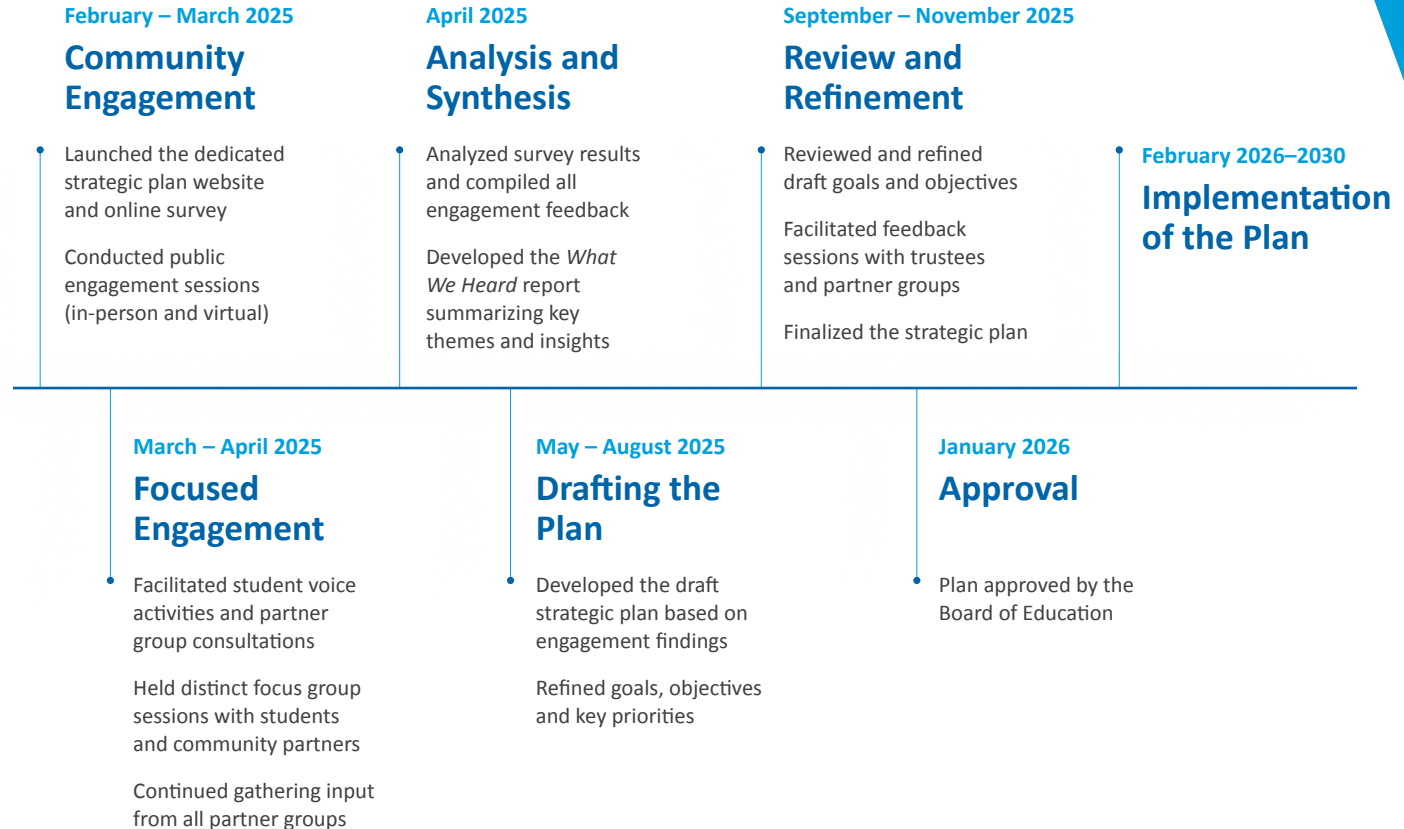 February – March 2025
Community
Engagement
Launched the dedicated
strategic plan website
and online survey
Conducted public
engagement sessions
(in-person and virtual)
March – April 2025
Focused
Engagement
Facilitated student voice
activities and partner
group consultations
Held distinct focus group
sessions with students
and community partners
Continued gathering input
from all partner groups
April 2025
Analysis and
Synthesis
Analyzed survey results
and compiled all
engagement feedback
Developed the What
We Heard report
summarizing key
themes and insights
May – August 2025
Drafting the
Plan
Developed the draft
strategic plan based on
engagement findings
Refined goals, objectives
and key priorities
September – November 2025
Review and
Refinement
Reviewed and refined
draft goals and objectives
Facilitated feedback
sessions with trustees
and partner groups
Finalized the strategic plan
January 2026
Approval
Plan approved by the
Board of Education
February 2026–2030
Implementation
of the Plan